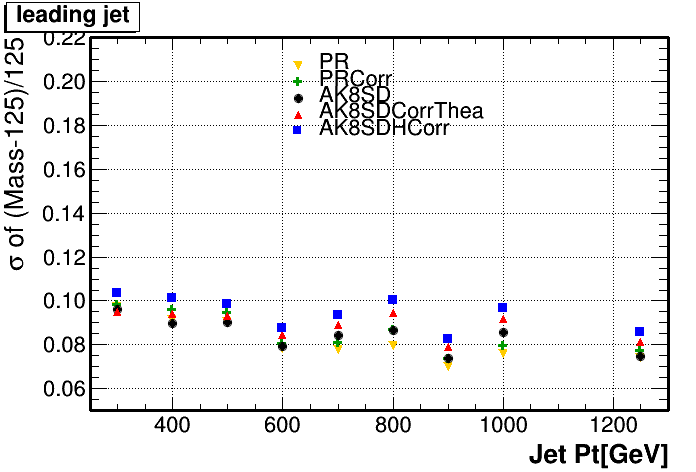 leading jet
σ of (Mass-125)/125
0.22
0.20
0.18
0.16
0.14
0.12
0.10
0.08
0.06
PR
PRCorr
AK8SD
AK8SDCorrThea
AK8SDHCorr
400 600 800 1000 1200
Jet Pt[GeV]